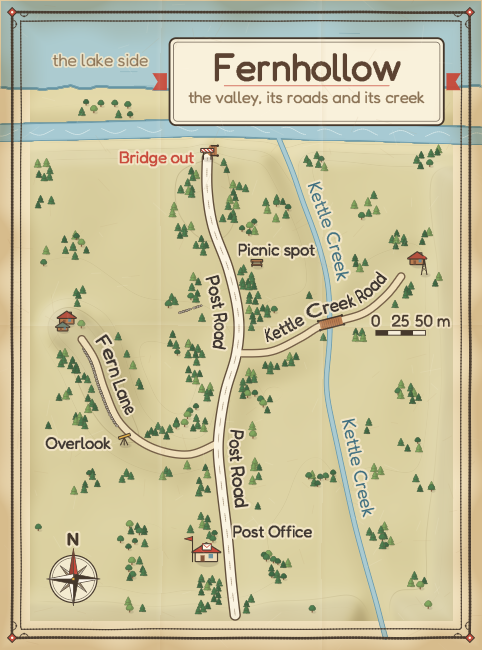 the lake side
Fernhollow
the valley, its roads and its creek
Bridge out
Kettle Creek
Picnic spot
Post Road
Kettle Creek Road
0 25 50 m
Fern Lane
Overlook
Kettle Creek
Post Road
Post Office
N